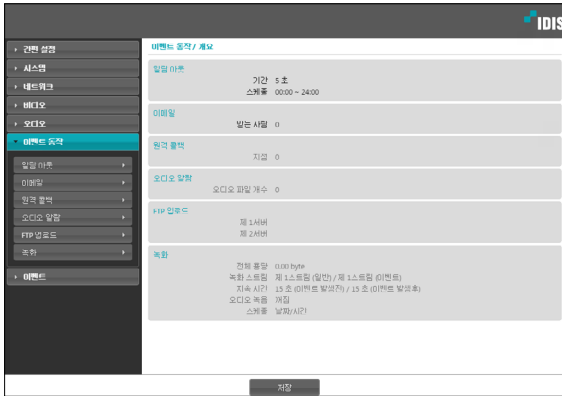 IDIS
간편 설정
시스템
네트워크
비디오
오디오
이벤트 동작
알람 아웃
이메일
원격 콜백
오디오 알람
FTP 업로드
녹화
이벤트
이벤트 동작 / 개요
알람 아웃
기간 5 초
스케줄 00:00 ~ 24:00
이메일
받는 사람 0
원격 콜백
지점 0
오디오 알람
오디오 파일 개수 0
FTP 업로드
제 1서버
제 2서버
녹화
전체 용량 0.00 Byte
녹화 스트림 제 1스트림 (일반) / 제 1스트림 (이벤트)
지속 시간 15 초 (이벤트 발생전) / 15 초 (이벤트 발생후)
오디오 녹음 꺼짐
스케줄 날짜/시간
저장